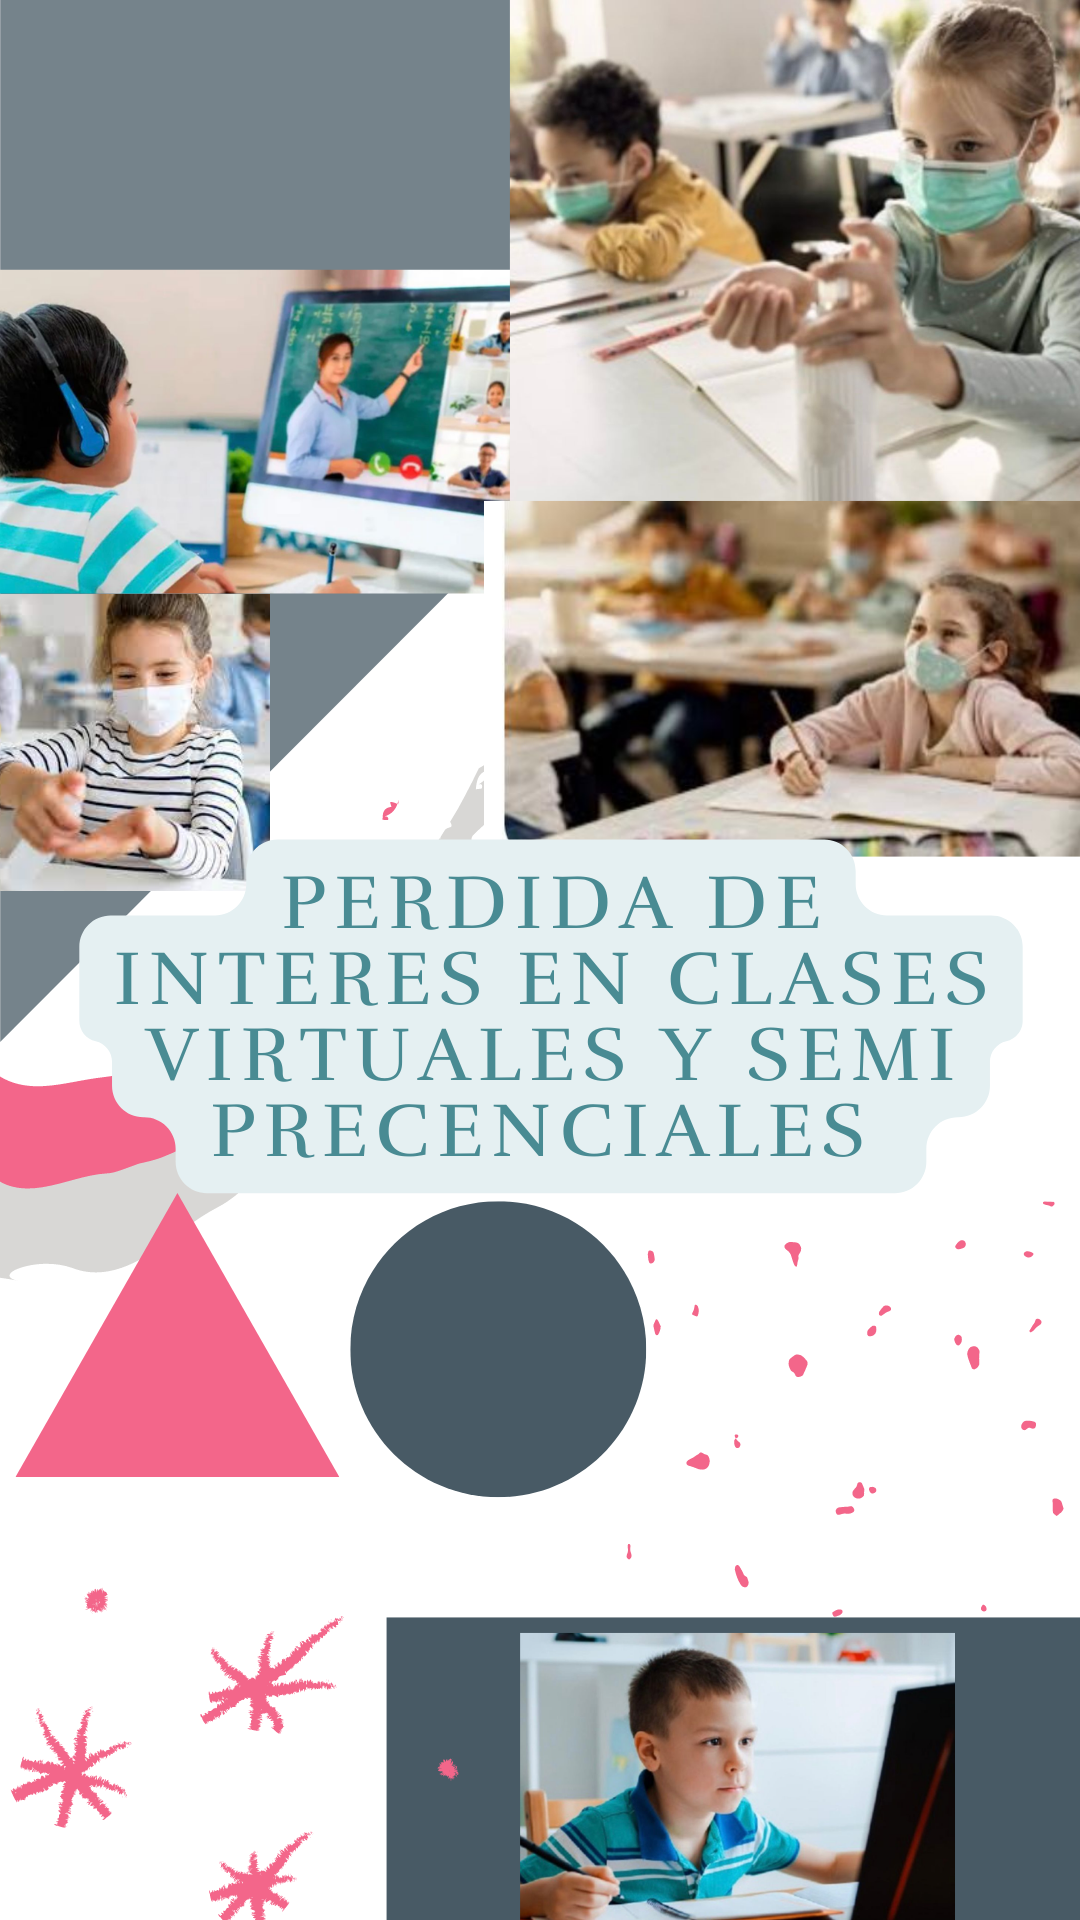 PERDIDA DE
INTERES EN CLASES
VIRTUALES Y SEMI
PRECENCIALES